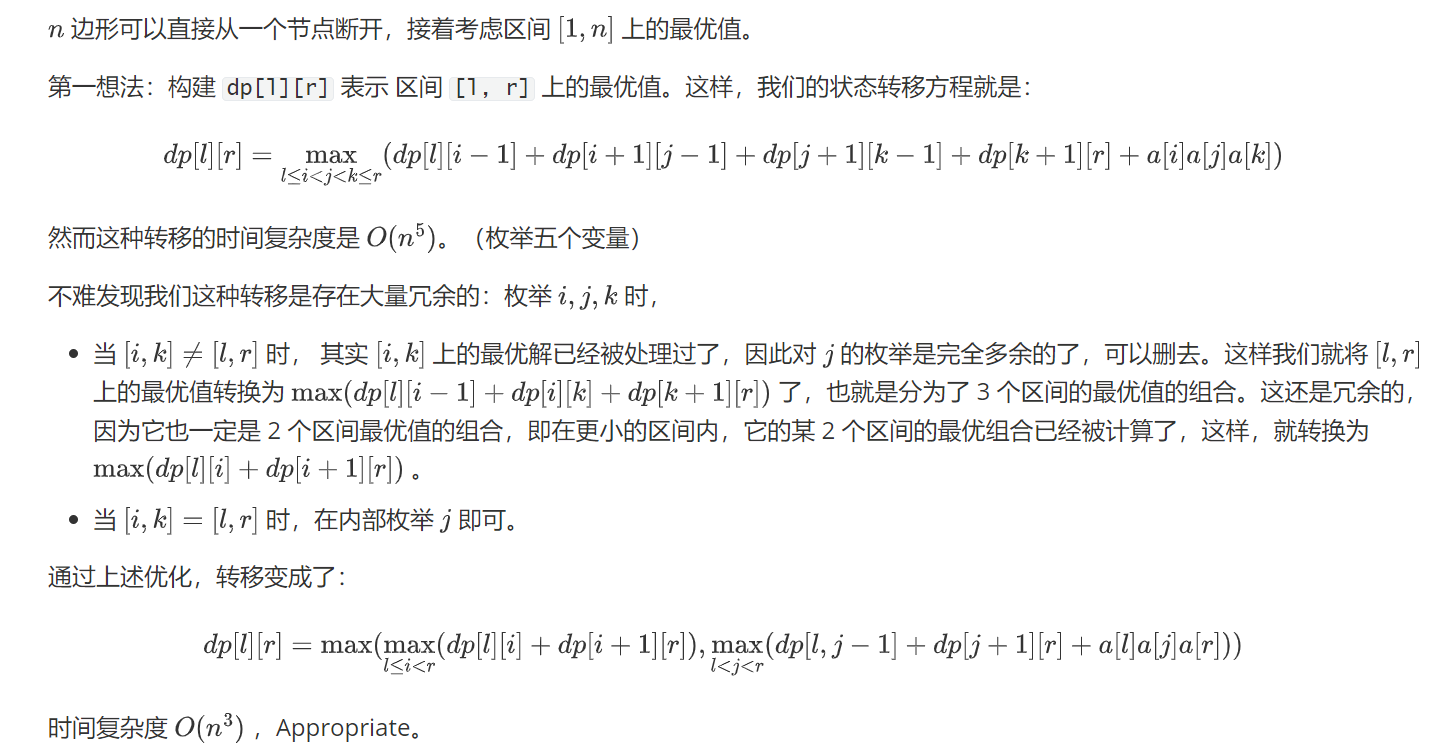 n 边形可以直接从一个节点断开，接着考虑区间 [1, n] 上的最优值。
第一想法：构建 dp[l][r] 表示 区间 [l, r] 上的最优值。这样，我们的状态转移方程就是：
dp[l][r] = max_{l≤i<j<k≤r}(dp[l][i − 1] + dp[i + 1][j − 1] + dp[j + 1][k − 1] + dp[k + 1][r] + a[i]a[j]a[k])
然而这种转移的时间复杂度是 O(n⁵)。（枚举五个变量）
不难发现我们这种转移是存在大量冗余的：枚举 i, j, k 时，
• 当 [i, k] ≠ [l, r] 时， 其实 [i, k] 上的最优解已经被处理过了，因此对 j 的枚举是完全多余的了，可以删去。这样我们就将 [l, r]
上的最优值转换为 max(dp[l][i − 1] + dp[i][k] + dp[k + 1][r]) 了，也就是分为了 3 个区间的最优值的组合。这还是冗余的，
因为它也一定是 2 个区间最优值的组合，即在更小的区间内，它的某 2 个区间的最优组合已经被计算了，这样，就转换为
max(dp[l][i] + dp[i + 1][r]) 。
• 当 [i, k] = [l, r] 时，在内部枚举 j 即可。
通过上述优化，转移变成了：
dp[l][r] = max(max_{l≤i<r}(dp[l][i] + dp[i + 1][r]), max_{l<j<r}(dp[l, j − 1] + dp[j + 1][r] + a[l]a[j]a[r]))
时间复杂度 O(n³) ，Appropriate。